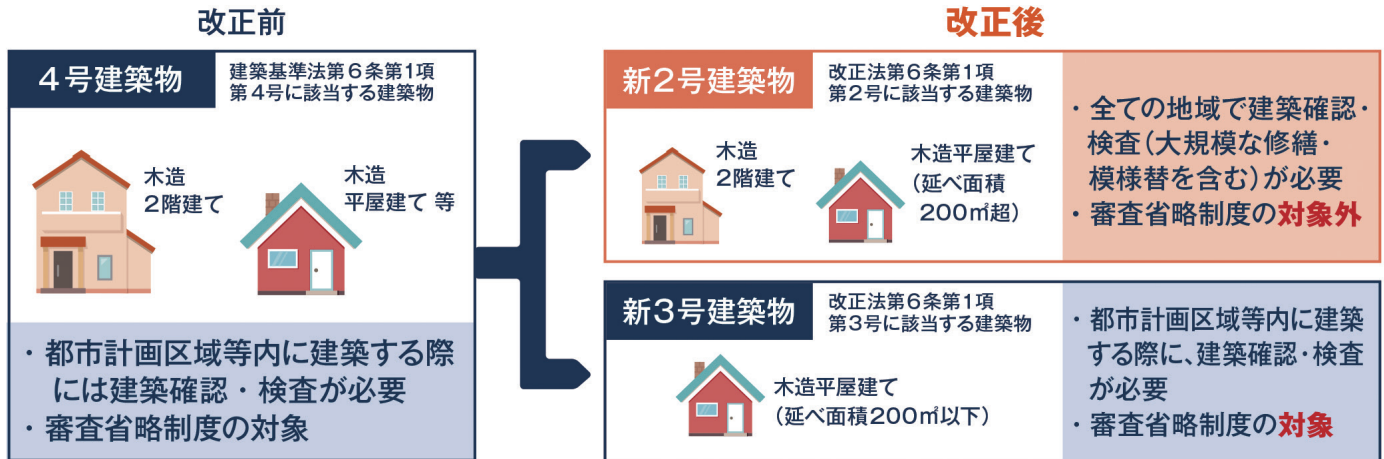 改正前
4号建築物
建築基準法第6条第1項
第4号に該当する建築物
木造
2階建て
木造
平屋建て 等
・都市計画区域等内に建築する際
には建築確認・検査が必要
・審査省略制度の対象
改正後
新2号建築物
改正法第6条第1項
第2号に該当する建築物
木造
2階建て
木造平屋建て
(延べ面積
200㎡超)
・全ての地域で建築確認・
検査(大規模な修繕・
模様替を含む)が必要
・審査省略制度の対象外
新3号建築物
改正法第6条第1項
第3号に該当する建築物
木造平屋建て
(延べ面積200㎡以下)
・都市計画区域等内に建築
する際に、建築確認・検査
が必要
・審査省略制度の対象